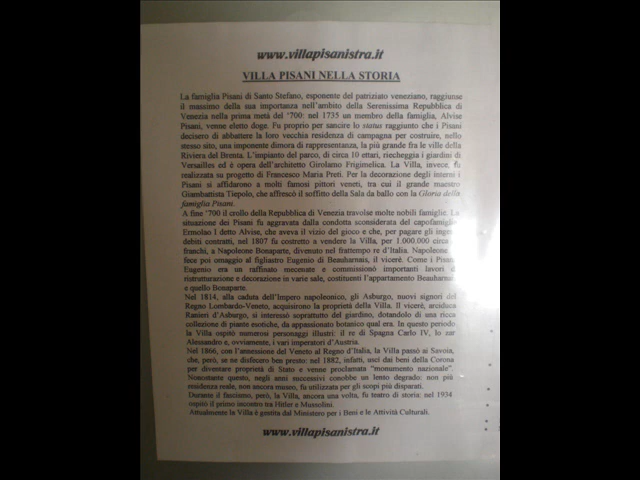 www.villapisanistra.it
VILLA PISANI NELLA STORIA
La famiglia Pisani di Santo Stefano, esponente del patriziato veneziano, raggiunse
il massimo della sua importanza nell'ambito della Serenissima Repubblica di
Venezia nella prima metà del '700: nel 1735 un membro della famiglia, Alvise
Pisani, venne eletto doge. Fu proprio per sancire lo status raggiunto che i Pisani
decisero di abbattere la loro vecchia residenza di campagna per costruire, nello
stesso sito, una imponente dimora di rappresentanza, la più grande fra le ville della
Riviera del Brenta. L'impianto del parco, di circa 10 ettari, riecheggia i giardini di
Versailles ed è opera dell'architetto Girolamo Frigimelica. La Villa, invece, fu
realizzata su progetto di Francesco Maria Preti. Per la decorazione degli interni i
Pisani si affidarono a molti famosi pittori veneti, tra cui il grande maestro
Giambattista Tiepolo, che affrescò il soffitto della Sala da ballo con la Gloria della
famiglia Pisani.
A fine '700 il crollo della Repubblica di Venezia travolse molte nobili famiglie. La
situazione dei Pisani fu aggravata dalla condotta sconsiderata del capofamiglia
Ermolao I detto Alvise, che aveva il vizio del gioco e che, per pagare gli ingenti
debiti contratti, nel 1807 fu costretto a vendere la Villa, per 1.000.000 circa
franchi, a Napoleone Bonaparte, divenuto nel frattempo re d'Italia. Napoleone
fece poi omaggio al figliastro Eugenio di Beauharnais, il viceré. Come i Pisani
Eugenio era un raffinato mecenate e commissionò importanti lavori
ristrutturazione e decorazione in varie sale, costituenti l'appartamento Beauharnais
e quello Bonaparte.
Nel 1814, alla caduta dell'Impero napoleonico, gli Asburgo, nuovi signori del
Regno Lombardo-Veneto, acquisirono la proprietà della Villa. Il viceré, arciduca
Ranieri d'Asburgo, si interessò soprattutto del giardino, dotandolo di una ricca
collezione di piante esotiche, da appassionato botanico qual era. In questo periodo
la Villa ospitò numerosi personaggi illustri: il re di Spagna Carlo IV, lo zar
Alessandro e, ovviamente, i vari imperatori d'Austria.
Nel 1866, con l'annessione del Veneto al Regno d'Italia, la Villa passò ai Savoia,
che, però, se ne disfecero ben presto: nel 1882, infatti, uscì dai beni della Corona
per diventare proprietà di Stato e venne proclamata "monumento nazionale".
Nonostante questo, negli anni successivi conobbe un lento degrado: non più
residenza reale, non ancora museo, fu utilizzata per gli scopi più disparati.
Durante il fascismo, però, la Villa, ancora una volta, fu teatro di storia: nel 1934
ospitò il primo incontro tra Hitler e Mussolini.
Attualmente la Villa è gestita dal Ministero per i Beni e le Attività Culturali.
www.villapisanistra.it